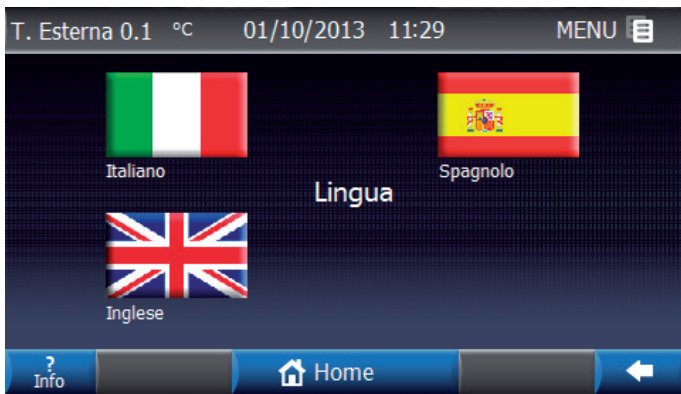 T. Esterna 0.1 °C 01/10/2013 11:29 MENU
Italiano
Spagnolo
Lingua
Inglese
?
Info
Home